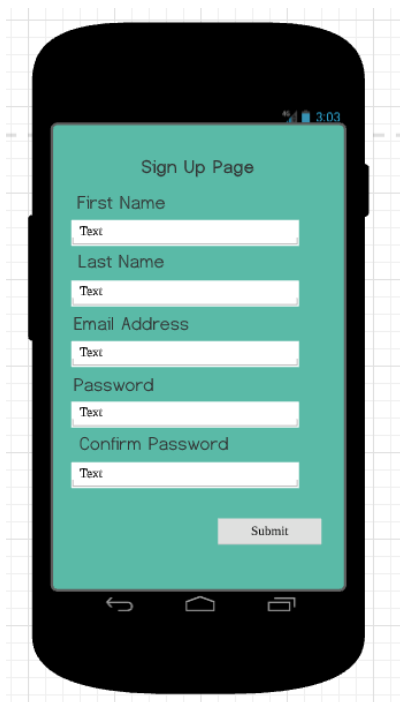 3:03
Sign Up Page
First Name
Text
Last Name
Text
Email Address
Text
Password
Text
Confirm Password
Text
Submit